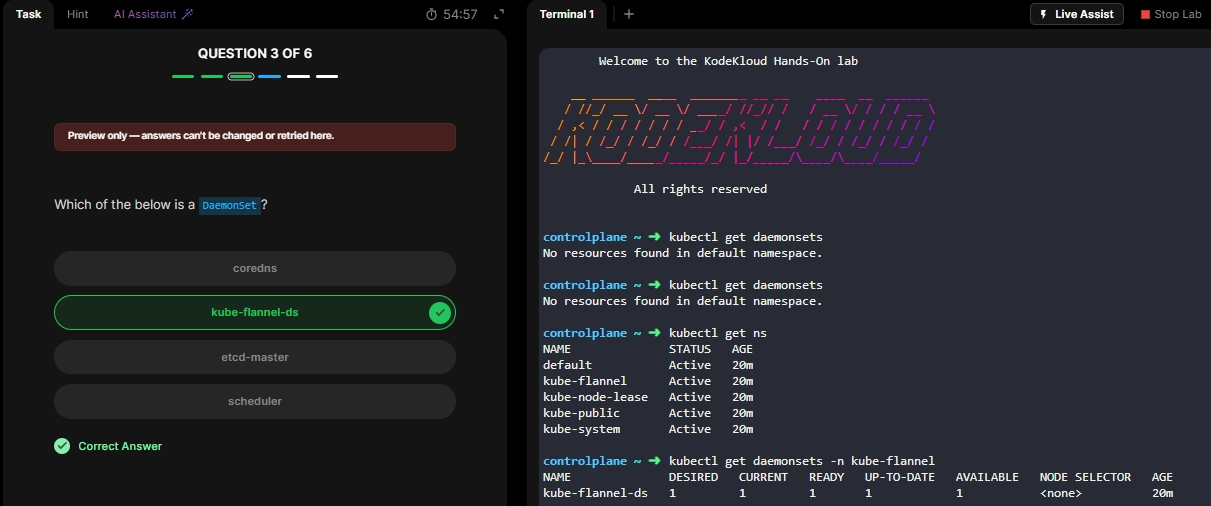 Task Hint AI Assistant 54:57
QUESTION 3 OF 6
Preview only — answers can't be changed or retried here.
Which of the below is a DaemonSet?
coredns
kube-flannel-ds
etcd-master
scheduler
Correct Answer
Terminal 1 + Live Assist Stop Lab
Welcome to the KodeKloud Hands-On lab
KODEKLOUD
All rights reserved
controlplane ~ ➜ kubectl get daemonsets
No resources found in default namespace.
controlplane ~ ➜ kubectl get daemonsets
No resources found in default namespace.
controlplane ~ ➜ kubectl get ns
NAME STATUS AGE
default Active 20m
kube-flannel Active 20m
kube-node-lease Active 20m
kube-public Active 20m
kube-system Active 20m
controlplane ~ ➜ kubectl get daemonsets -n kube-flannel
NAME DESIRED CURRENT READY UP-TO-DATE AVAILABLE NODE SELECTOR AGE
kube-flannel-ds 1 1 1 1 1 <none> 20m